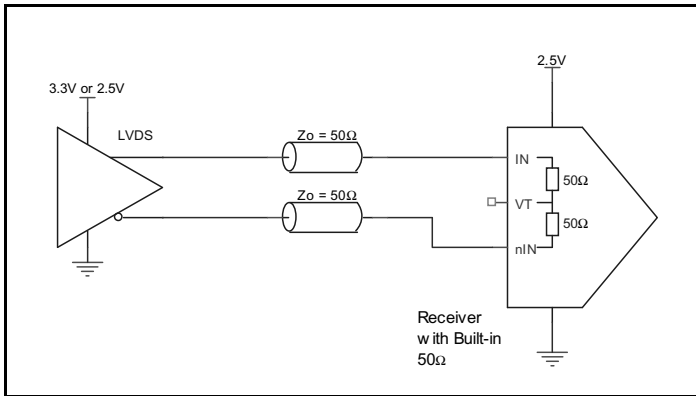 2.5V
3.3V or 2.5V
LVDS
Zo = 50Ω
IN
50Ω
Zo = 50Ω
VT
50Ω
nIN
Receiver
with Built-in
50Ω